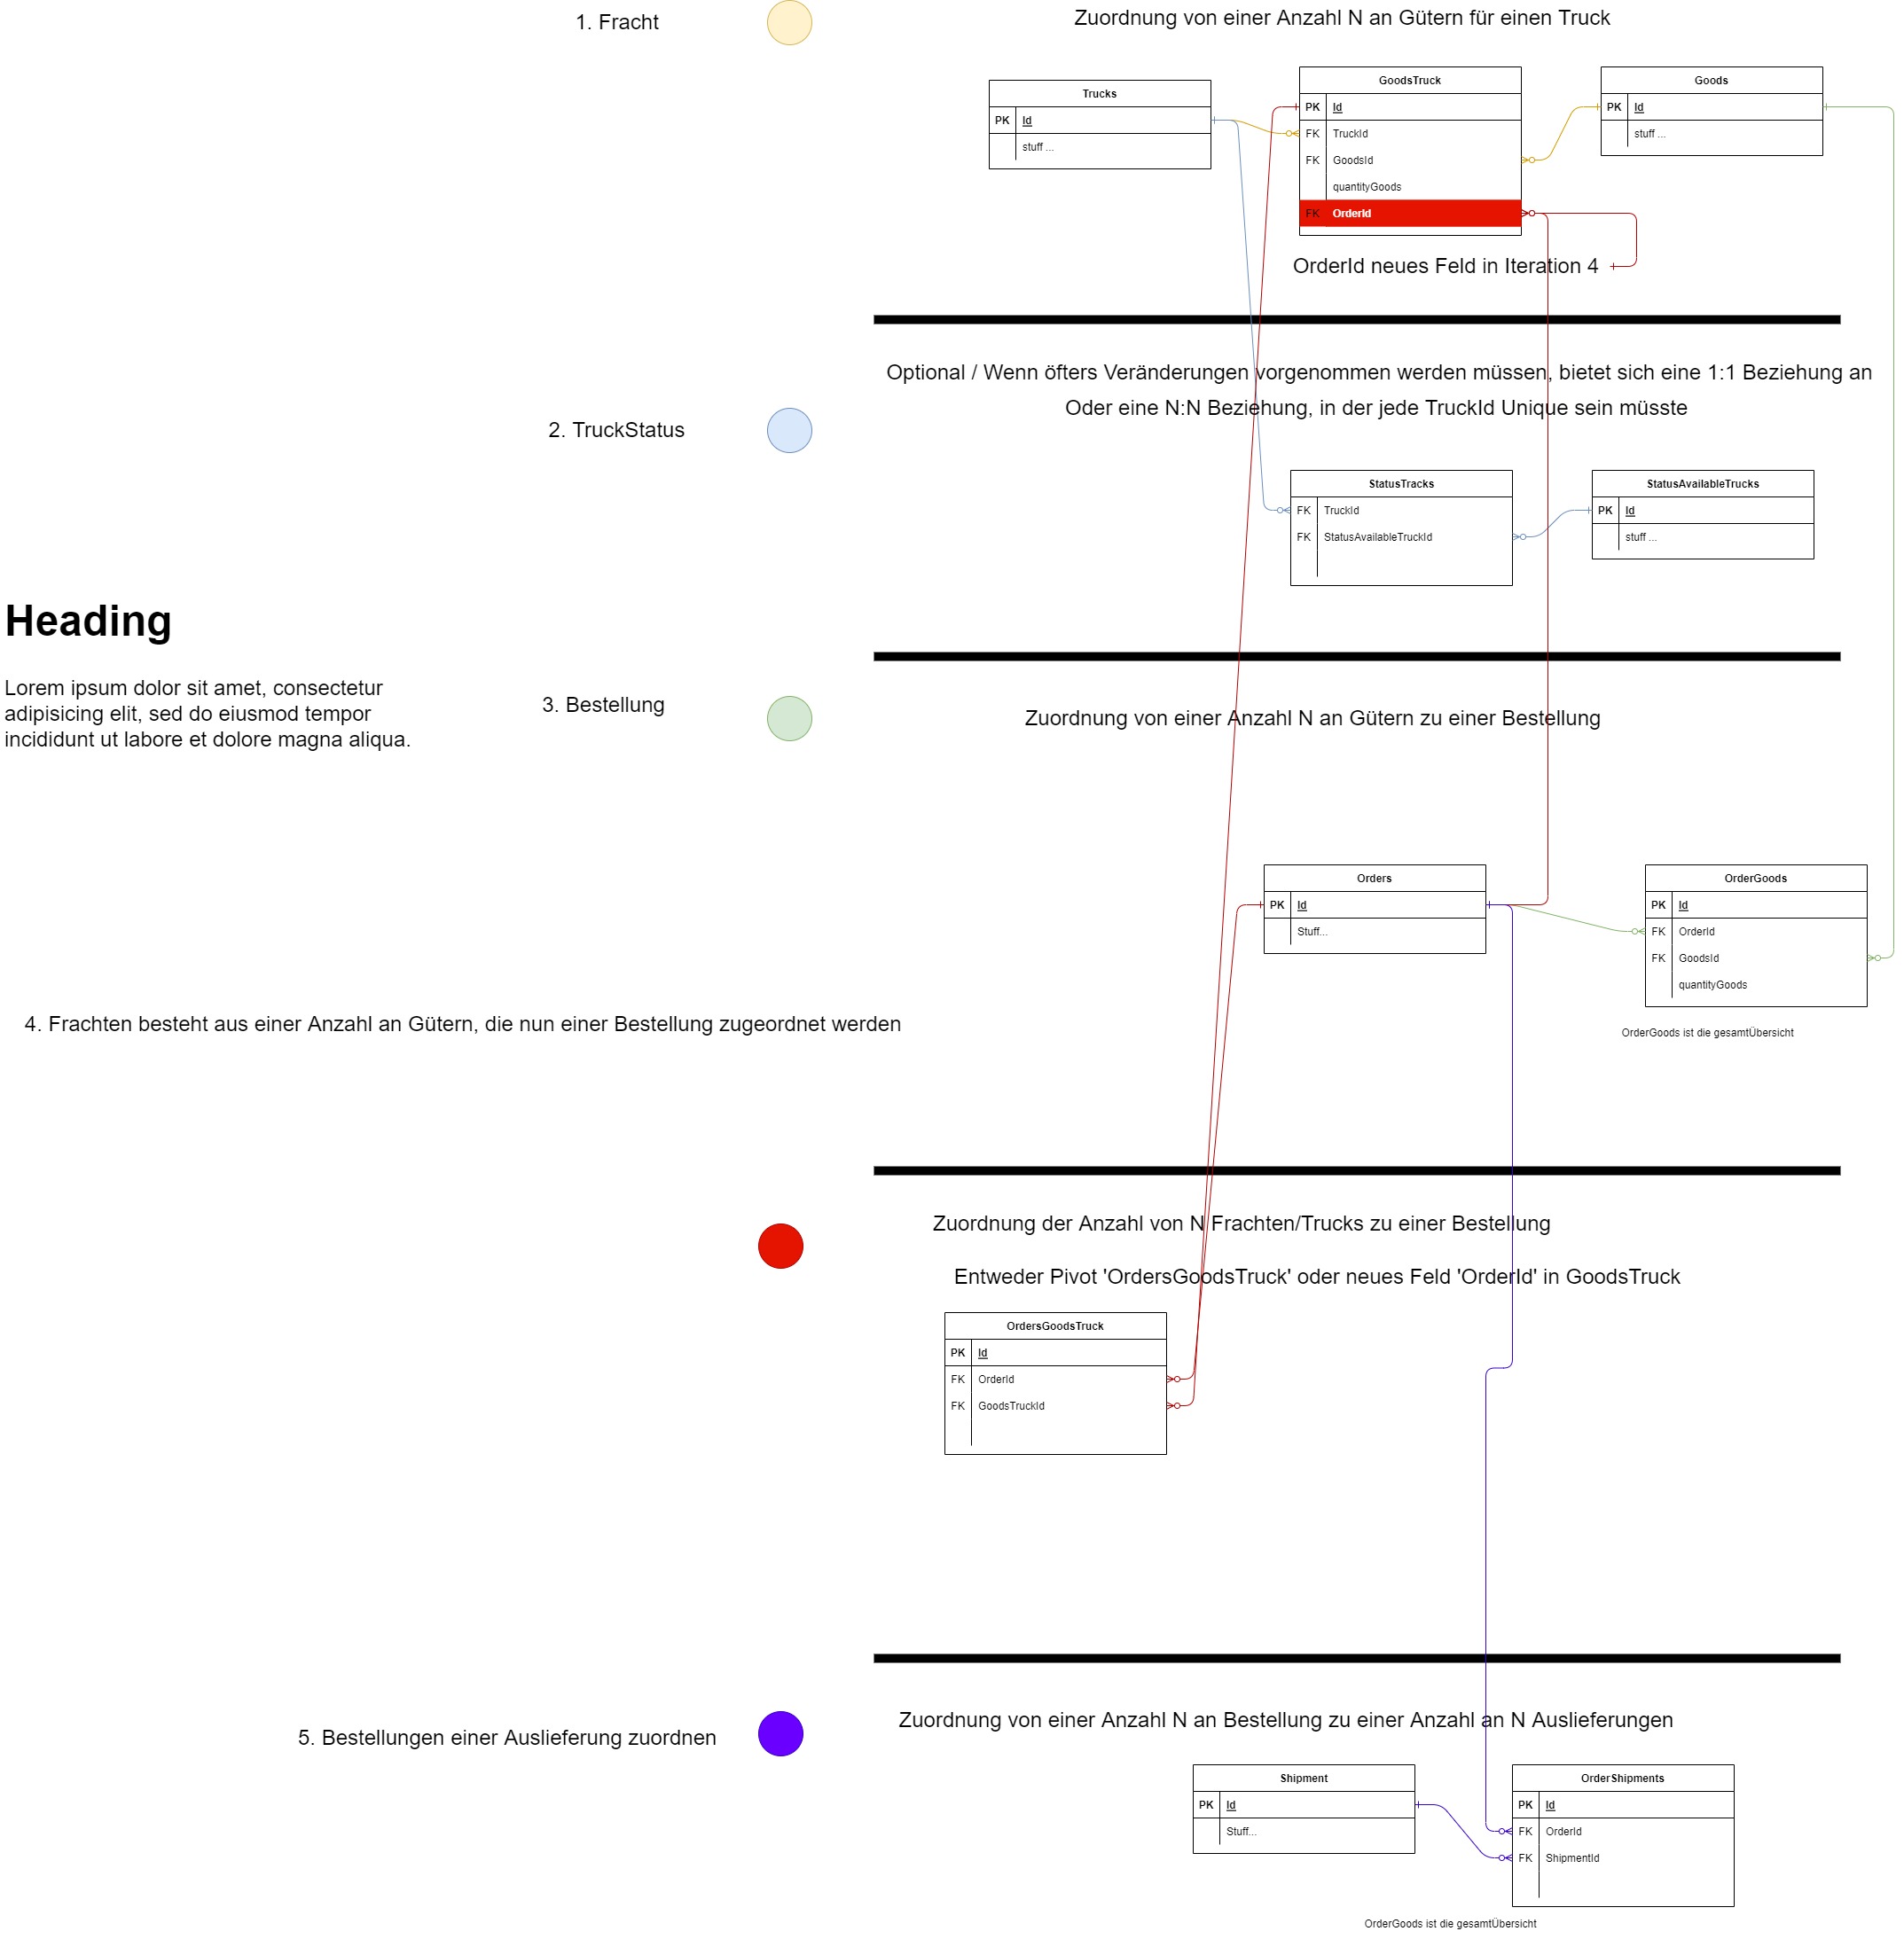 1. Fracht
Zuordnung von einer Anzahl N an Gütern für einen Truck
Trucks
PK Id
stuff ...
GoodsTruck
PK Id
FK TruckId
FK GoodsId
quantityGoods
FK OrderId
Goods
PK Id
stuff ...
OrderId neues Feld in Iteration 4
Optional / Wenn öfters Veränderungen vorgenommen werden müssen, bietet sich eine 1:1 Beziehung an
Oder eine N:N Beziehung, in der jede TruckId Unique sein müsste
2. TruckStatus
StatusTracks
FK TruckId
FK StatusAvailableTruckId
StatusAvailableTrucks
PK Id
stuff ...
Heading
Lorem ipsum dolor sit amet, consectetur
adipisicing elit, sed do eiusmod tempor
incididunt ut labore et dolore magna aliqua.
3. Bestellung
Zuordnung von einer Anzahl N an Gütern zu einer Bestellung
Orders
PK Id
Stuff...
OrderGoods
PK Id
FK OrderId
FK GoodsId
quantityGoods
OrderGoods ist die gesamtÜbersicht
4. Frachten besteht aus einer Anzahl an Gütern, die nun einer Bestellung zugeordnet werden
Zuordnung der Anzahl von N Frachten/Trucks zu einer Bestellung
Entweder Pivot 'OrdersGoodsTruck' oder neues Feld 'OrderId' in GoodsTruck
OrdersGoodsTruck
PK Id
FK OrderId
FK GoodsTruckId
5. Bestellungen einer Auslieferung zuordnen
Zuordnung von einer Anzahl N an Bestellung zu einer Anzahl an N Auslieferungen
Shipment
PK Id
Stuff...
OrderShipments
PK Id
FK OrderId
FK ShipmentId
OrderGoods ist die gesamtÜbersicht